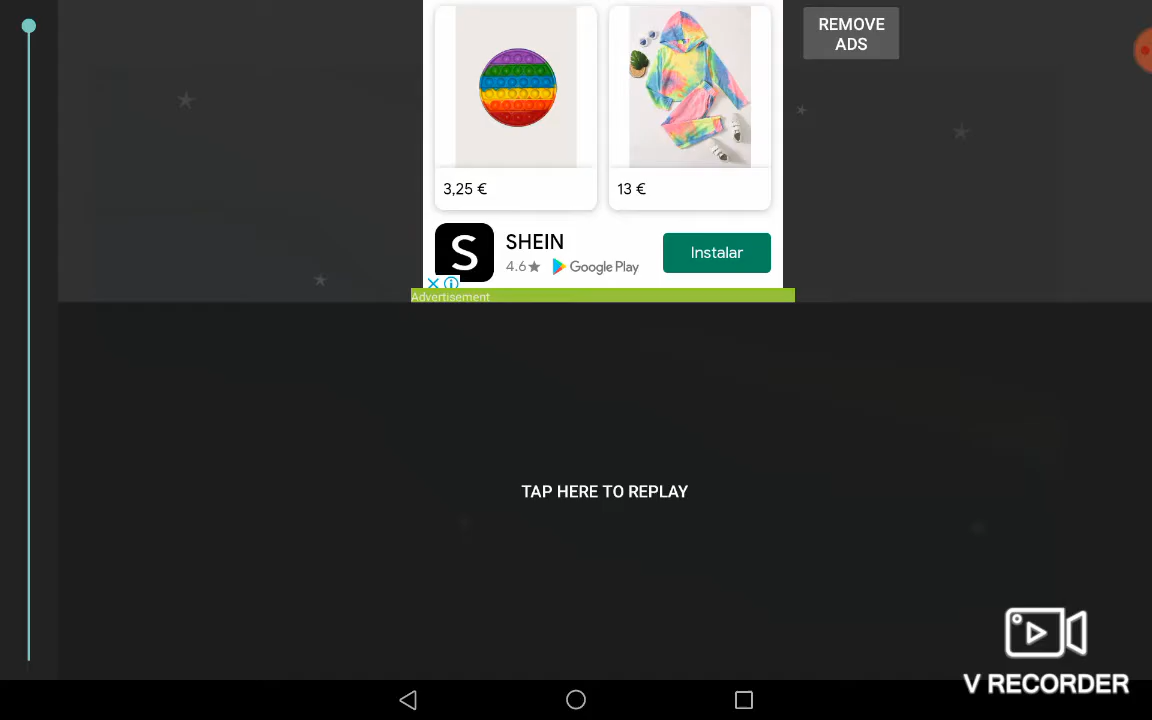 REMOVE
ADS
3,25 €
13 €
S
SHEIN
4.6★ Google Play
Instalar
Advertisement
TAP HERE TO REPLAY
V RECORDER